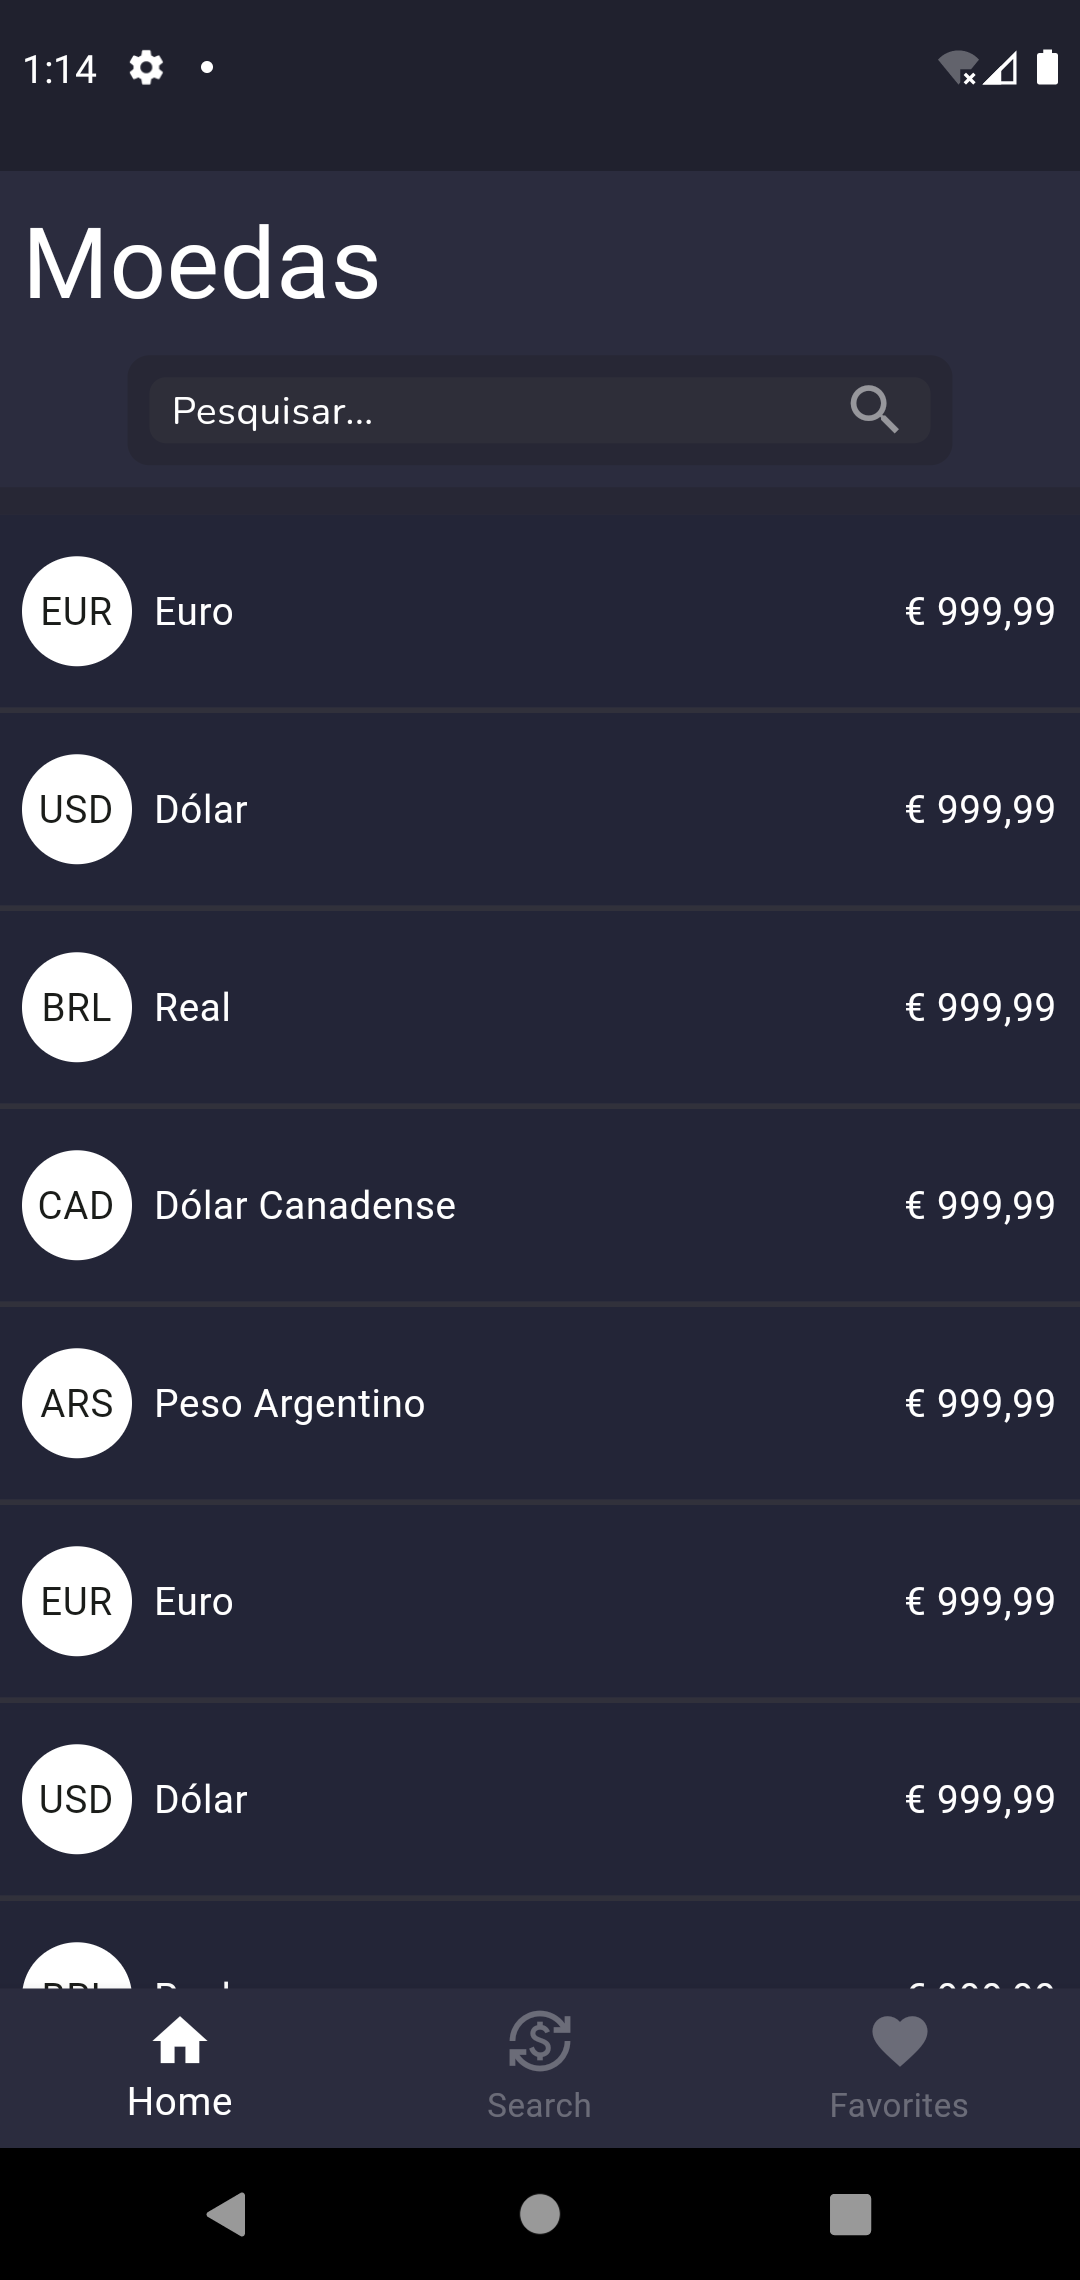 1:14
Moedas
Pesquisar...
EUR Euro € 999,99
USD Dólar € 999,99
BRL Real € 999,99
CAD Dólar Canadense € 999,99
ARS Peso Argentino € 999,99
EUR Euro € 999,99
USD Dólar € 999,99
Home Search Favorites